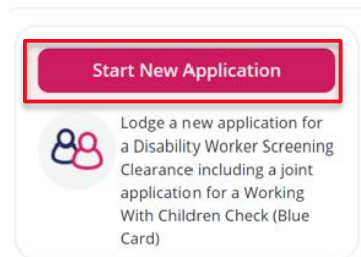 Start New Application
Lodge a new application for
a Disability Worker Screening
Clearance including a joint
application for a Working
With Children Check (Blue
Card)